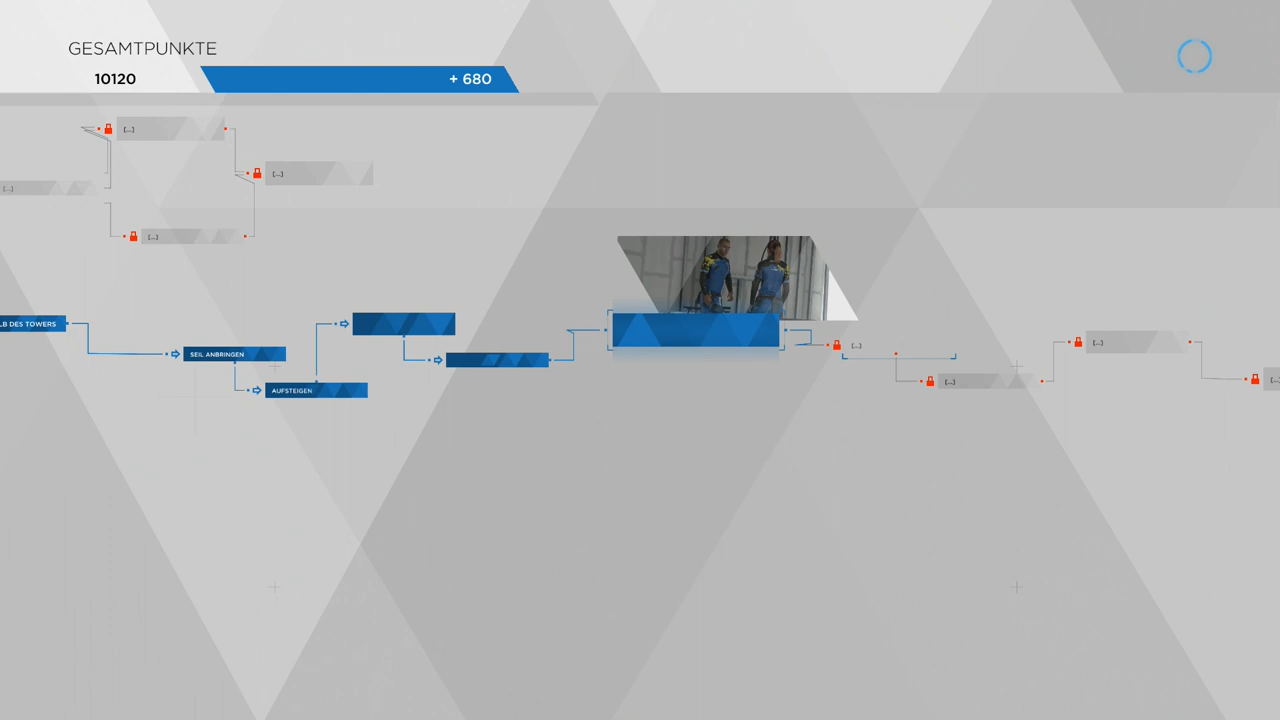 GESAMTPUNKTE
10120
+ 680
[...]
[...]
[...]
[...]
LB DES TOWERS
SEIL ANBRINGEN
AUFSTEIGEN
[...]
[...]
[...]
[...